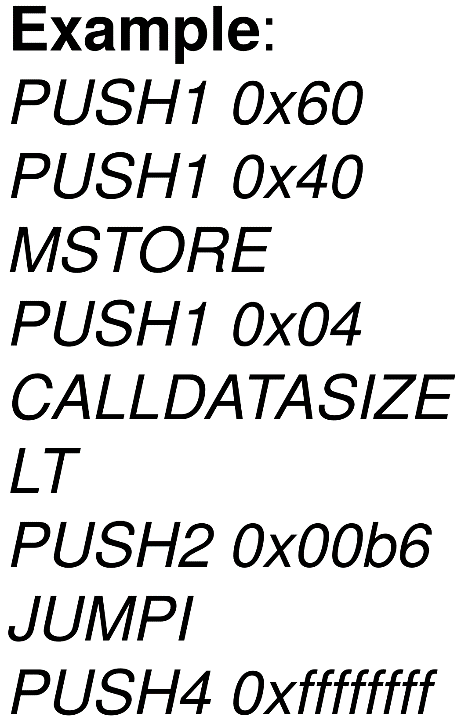 Example:
PUSH1 0x60
PUSH1 0x40
MSTORE
PUSH1 0x04
CALLDATASIZE
LT
PUSH2 0x00b6
JUMPI
PUSH4 0xffffffff